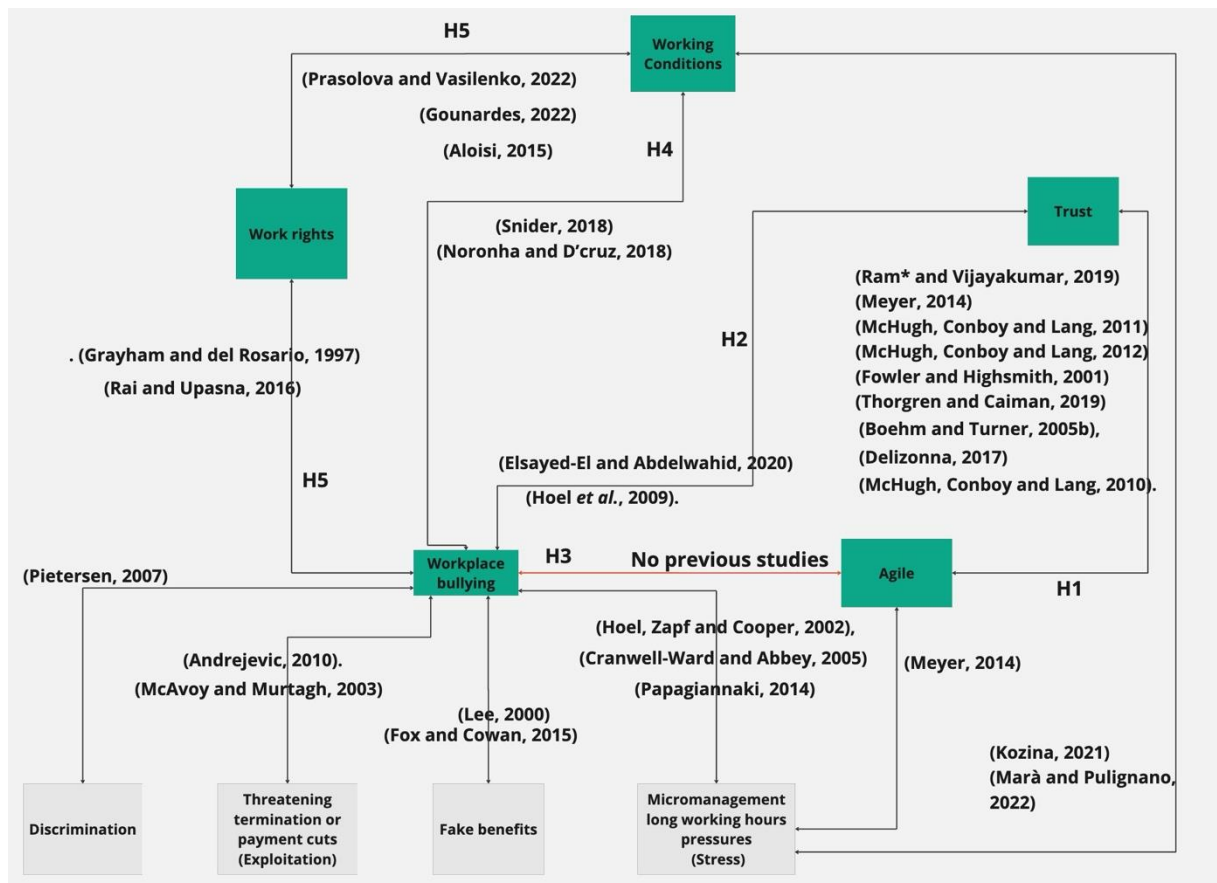 H5
Working
Conditions
(Prasolova and Vasilenko, 2022)
(Gounardes, 2022)
(Aloisi, 2015)
H4
Work rights
Trust
(Snider, 2018)
(Noronha and D’cruz, 2018)
(Ram* and Vijayakumar, 2019)
(Meyer, 2014)
(McHugh, Conboy and Lang, 2011)
(McHugh, Conboy and Lang, 2012)
(Fowler and Highsmith, 2001)
(Thorgren and Caiman, 2019)
(Boehm and Turner, 2005b),
(Delizonna, 2017)
(McHugh, Conboy and Lang, 2010).
H2
. (Grayham and del Rosario, 1997)
(Rai and Upasna, 2016)
H5
(Elsayed-El and Abdelwahid, 2020)
(Hoel et al., 2009).
Workplace
bullying
H3
No previous studies
Agile
H1
(Pietersen, 2007)
(Andrejevic, 2010).
(McAvoy and Murtagh, 2003)
(Lee, 2000)
(Fox and Cowan, 2015)
(Hoel, Zapf and Cooper, 2002),
(Cranwell-Ward and Abbey, 2005)
(Papagiannaki, 2014)
(Meyer, 2014)
(Kozina, 2021)
(Marà and Pulignano,
2022)
Discrimination
Threatening
termination or
payment cuts
(Exploitation)
Fake benefits
Micromanagement
long working hours
pressures
(Stress)